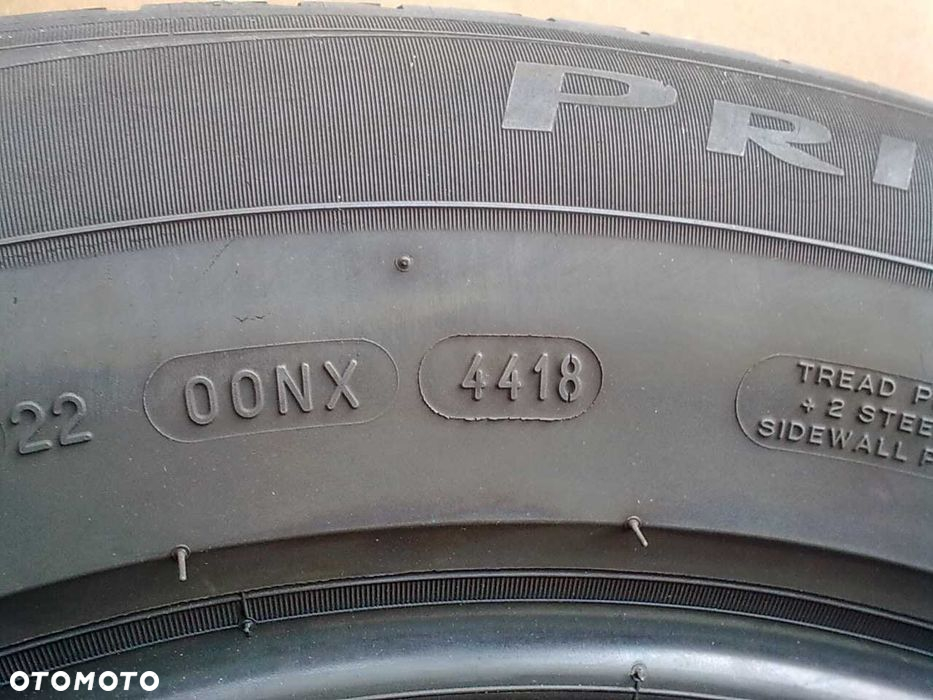 PRI
22
00NX
4418
TREAD P
+ 2 STEE
SIDEWALL P
OTOMOTO